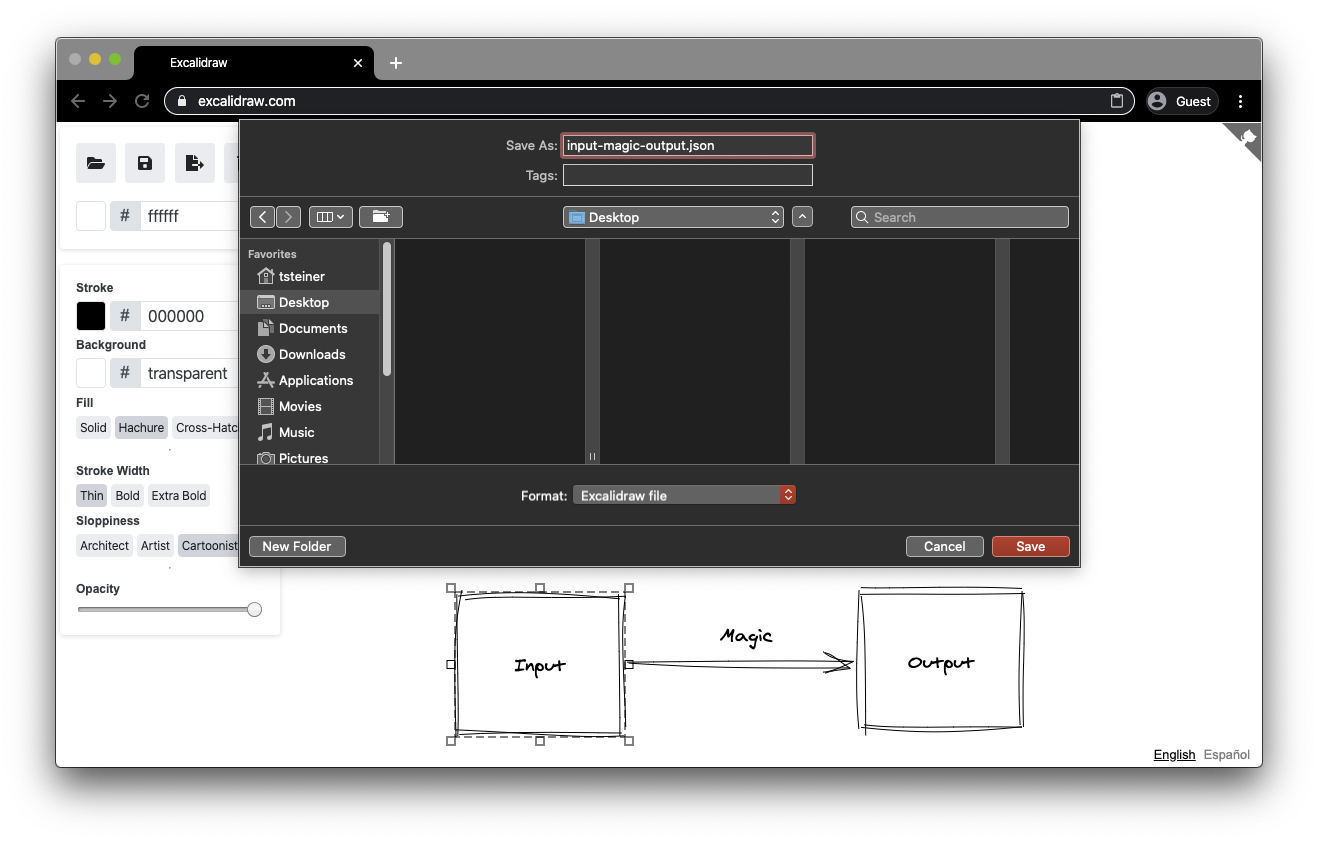 Excalidraw
excalidraw.com
Guest
Save As: input-magic-output.json
Tags:
Desktop
Search
# ffffff
Favorites
tsteiner
Desktop
Documents
Downloads
Applications
Movies
Music
Pictures
Stroke
# 000000
Background
# transparent
Fill
Solid Hachure Cross-Hatc
Stroke Width
Thin Bold Extra Bold
Sloppiness
Architect Artist Cartoonist
Opacity
Format: Excalidraw file
New Folder Cancel Save
Magic
Input
Output
English Español